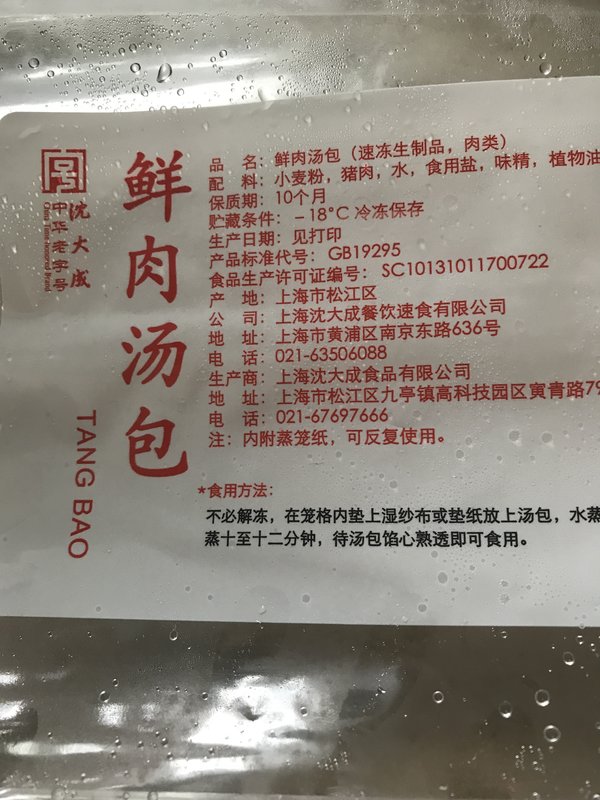 沈大成
中华老字号
China Time-honored Brand
鲜肉汤包
TANG BAO
品　名：鲜肉汤包（速冻生制品，肉类）
配　料：小麦粉，猪肉，水，食用盐，味精，植物油
保质期：10个月
贮藏条件：－18°C 冷冻保存
生产日期：见打印
产品标准代号：GB19295
食品生产许可证编号：SC10131011700722
产　地：上海市松江区
公　司：上海沈大成餐饮速食有限公司
地　址：上海市黄浦区南京东路636号
电　话：021-63506088
生产商：上海沈大成食品有限公司
地　址：上海市松江区九亭镇高科技园区寅青路79
电　话：021-67697666
注：内附蒸笼纸，可反复使用。
*食用方法：
不必解冻，在笼格内垫上湿纱布或垫纸放上汤包，水蒸
蒸十至十二分钟，待汤包馅心熟透即可食用。